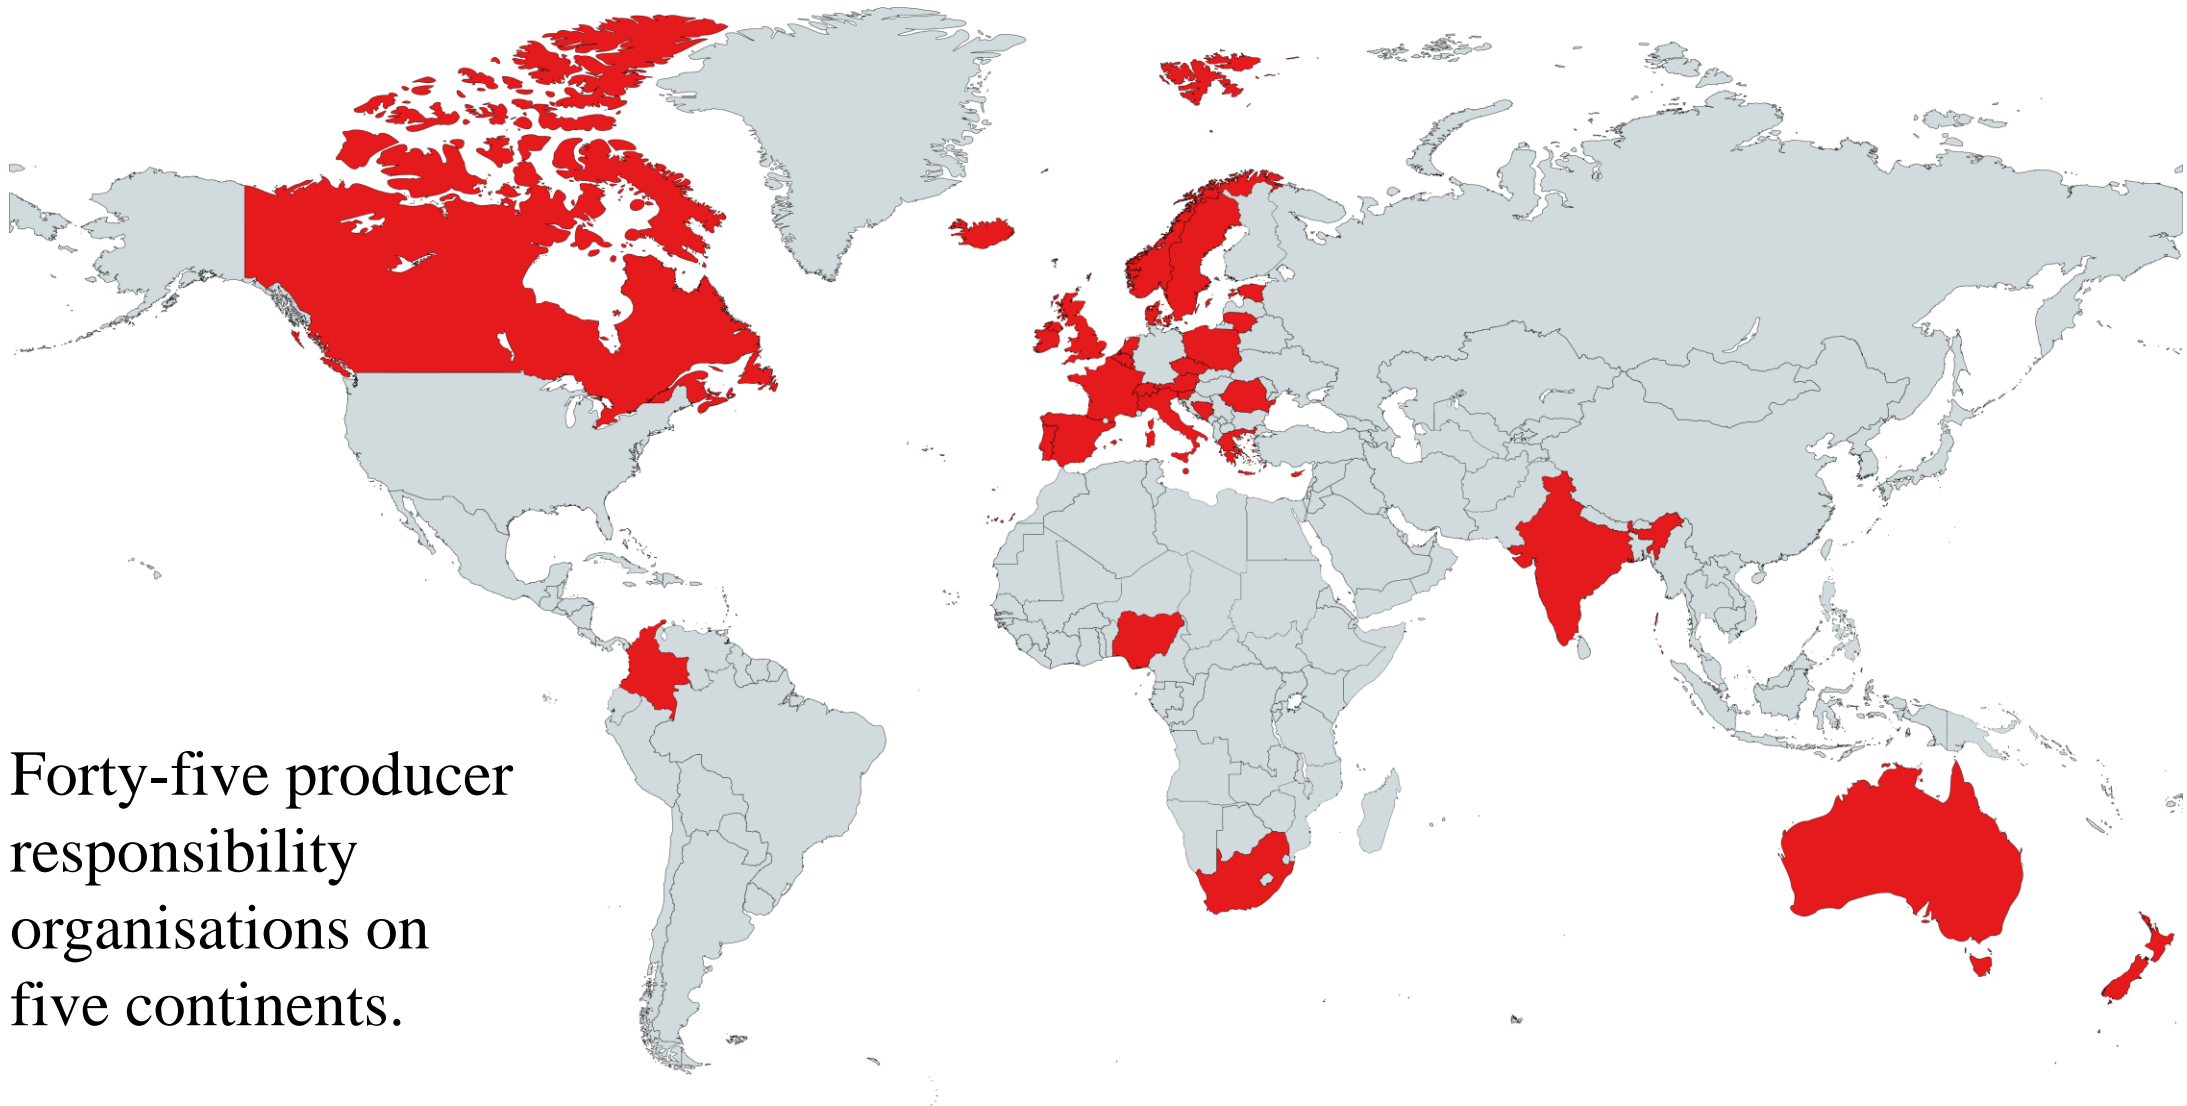 Forty-five producer
responsibility
organisations on
five continents.